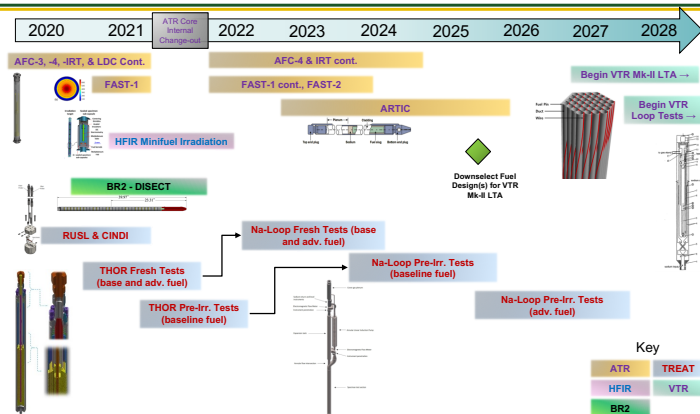 2020
2021
ATR Core
Internal
Change-out
2022
2023
2024
2025
2026
2027
2028
AFC-3, -4, -IRT, & LDC Cont.
AFC-4 & IRT cont.
FAST-1
FAST-1 cont., FAST-2
Begin VTR Mk-II LTA →
ARTIC
Begin VTR
Loop Tests →
HFIR Minifuel Irradiation
Fuel Pin
Duct
Wire
Downselect Fuel
Design(s) for VTR
Mk-II LTA
BR2 - DISECT
RUSL & CINDI
Na-Loop Fresh Tests (base
and adv. fuel)
THOR Fresh Tests
(base and adv. fuel)
Na-Loop Pre-Irr. Tests
(baseline fuel)
THOR Pre-Irr. Tests
(baseline fuel)
Na-Loop Pre-Irr. Tests
(adv. fuel)
Key
ATR
TREAT
HFIR
VTR
BR2